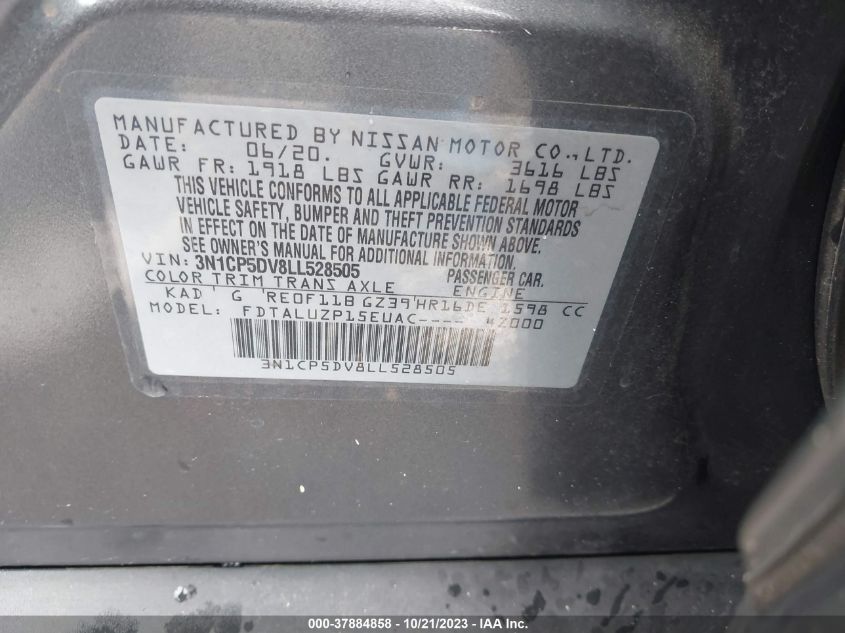 MANUFACTURED BY NISSAN MOTOR CO., LTD.
DATE: 06/20. GVWR: 3616 LBS
GAWR FR: 1918 LBS GAWR RR: 1698 LBS
THIS VEHICLE CONFORMS TO ALL APPLICABLE FEDERAL MOTOR
VEHICLE SAFETY, BUMPER AND THEFT PREVENTION STANDARDS
IN EFFECT ON THE DATE OF MANUFACTURE SHOWN ABOVE.
SEE OWNER'S MANUAL FOR ADDITIONAL INFORMATION.
VIN: 3N1CP5DV8LL528505 PASSENGER CAR.
COLOR TRIM TRANS AXLE ENGINE
KAD G RE0F11B GZ39 HR16DE 1598 CC
MODEL: FDTALUZP15EUAC---- #2000
3N1CP5DV8LL528505
000-37884858 - 10/21/2023 - IAA Inc.